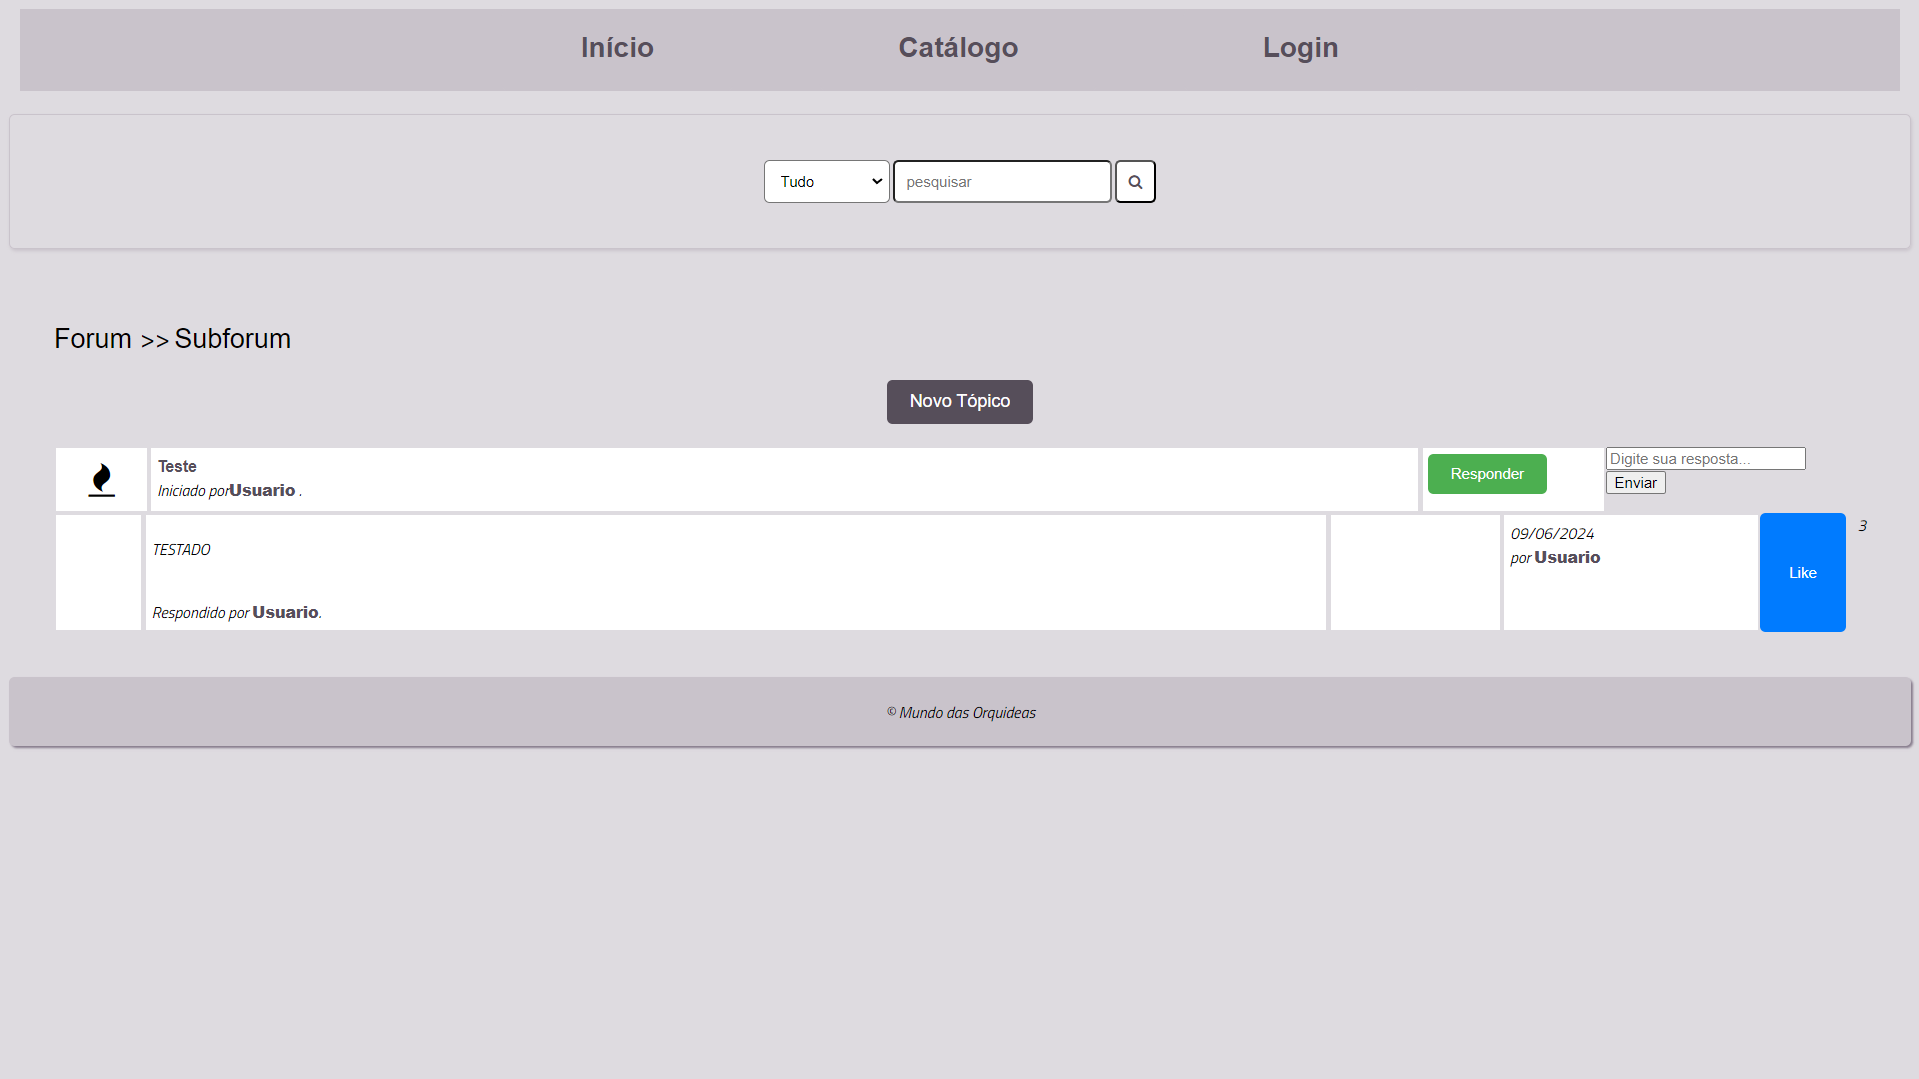 Início Catálogo Login
Tudo pesquisar
Forum >> Subforum
Novo Tópico
Teste
Iniciado porUsuario .
Responder
Digite sua resposta...
Enviar
TESTADO
Respondido por Usuario.
09/06/2024
por Usuario
Like
3
© Mundo das Orquideas